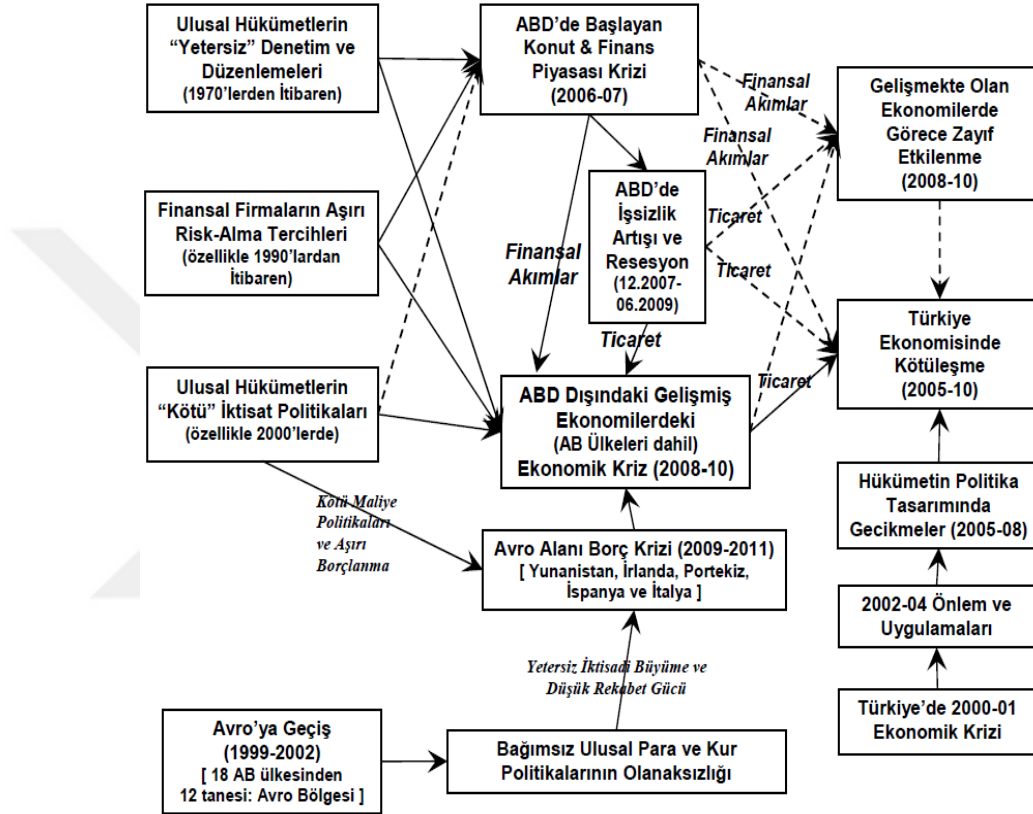 Ulusal Hükümetlerin
“Yetersiz” Denetim ve
Düzenlemeleri
(1970’lerden İtibaren)
ABD’de Başlayan
Konut & Finans
Piyasası Krizi
(2006-07)
Finansal
Akımlar
Gelişmekte Olan
Ekonomilerde
Görece Zayıf
Etkilenme
(2008-10)
Finansal
Akımlar
Finansal Firmaların Aşırı
Risk-Alma Tercihleri
(özellikle 1990’lardan
İtibaren)
Finansal
Akımlar
ABD’de
İşsizlik
Artışı ve
Resesyon
(12.2007-
06.2009)
Ticaret
Ticaret
Ticaret
Türkiye
Ekonomisinde
Kötüleşme
(2005-10)
Ulusal Hükümetlerin
“Kötü” İktisat Politikaları
(özellikle 2000’lerde)
ABD Dışındaki Gelişmiş
Ekonomilerdeki
(AB Ülkeleri dahil)
Ekonomik Kriz (2008-10)
Ticaret
Kötü Maliye
Politikaları
ve Aşırı
Borçlanma
Hükümetin Politika
Tasarımında
Gecikmeler (2005-08)
Avro Alanı Borç Krizi (2009-2011)
[ Yunanistan, İrlanda, Portekiz,
İspanya ve İtalya ]
2002-04 Önlem ve
Uygulamaları
Yetersiz İktisadi Büyüme ve
Düşük Rekabet Gücü
Türkiye’de 2000-01
Ekonomik Krizi
Avro’ya Geçiş
(1999-2002)
[ 18 AB ülkesinden
12 tanesi: Avro Bölgesi ]
Bağımsız Ulusal Para ve Kur
Politikalarının Olanaksızlığı